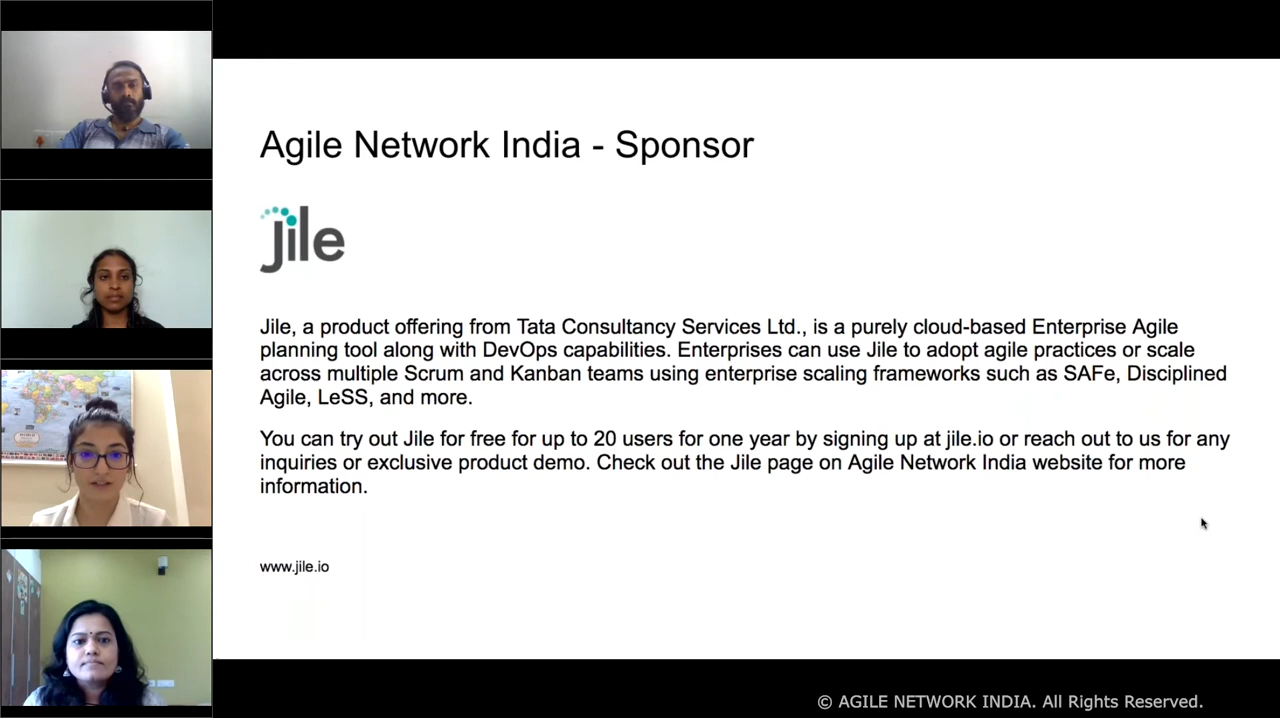 Agile Network India - Sponsor
jile
Jile, a product offering from Tata Consultancy Services Ltd., is a purely cloud-based Enterprise Agile
planning tool along with DevOps capabilities. Enterprises can use Jile to adopt agile practices or scale
across multiple Scrum and Kanban teams using enterprise scaling frameworks such as SAFe, Disciplined
Agile, LeSS, and more.
You can try out Jile for free for up to 20 users for one year by signing up at jile.io or reach out to us for any
inquiries or exclusive product demo. Check out the Jile page on Agile Network India website for more
information.
www.jile.io
© AGILE NETWORK INDIA. All Rights Reserved.